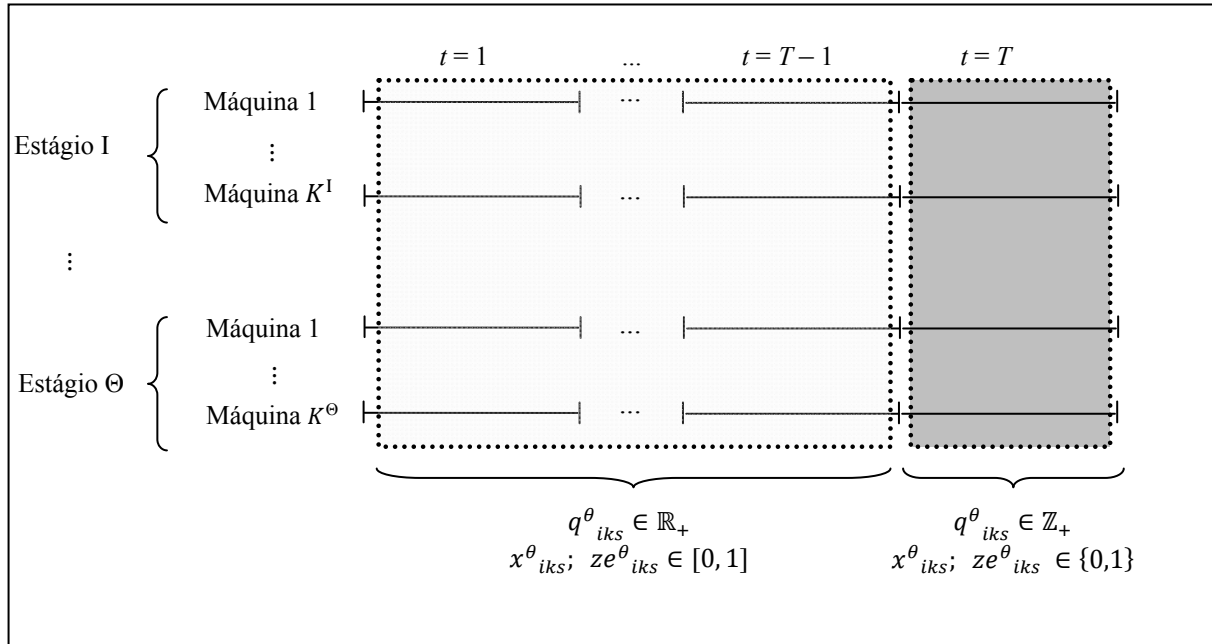 t = 1 ... t = T – 1 t = T
Máquina 1 ...
Estágio I
⋮
Máquina Kᴵ ...
⋮
Máquina 1 ...
Estágio Θ
⋮
Máquina K^Θ ...
q^θ_iks ∈ ℝ₊ q^θ_iks ∈ ℤ₊
x^θ_iks; ze^θ_iks ∈ [0, 1] x^θ_iks; ze^θ_iks ∈ {0,1}